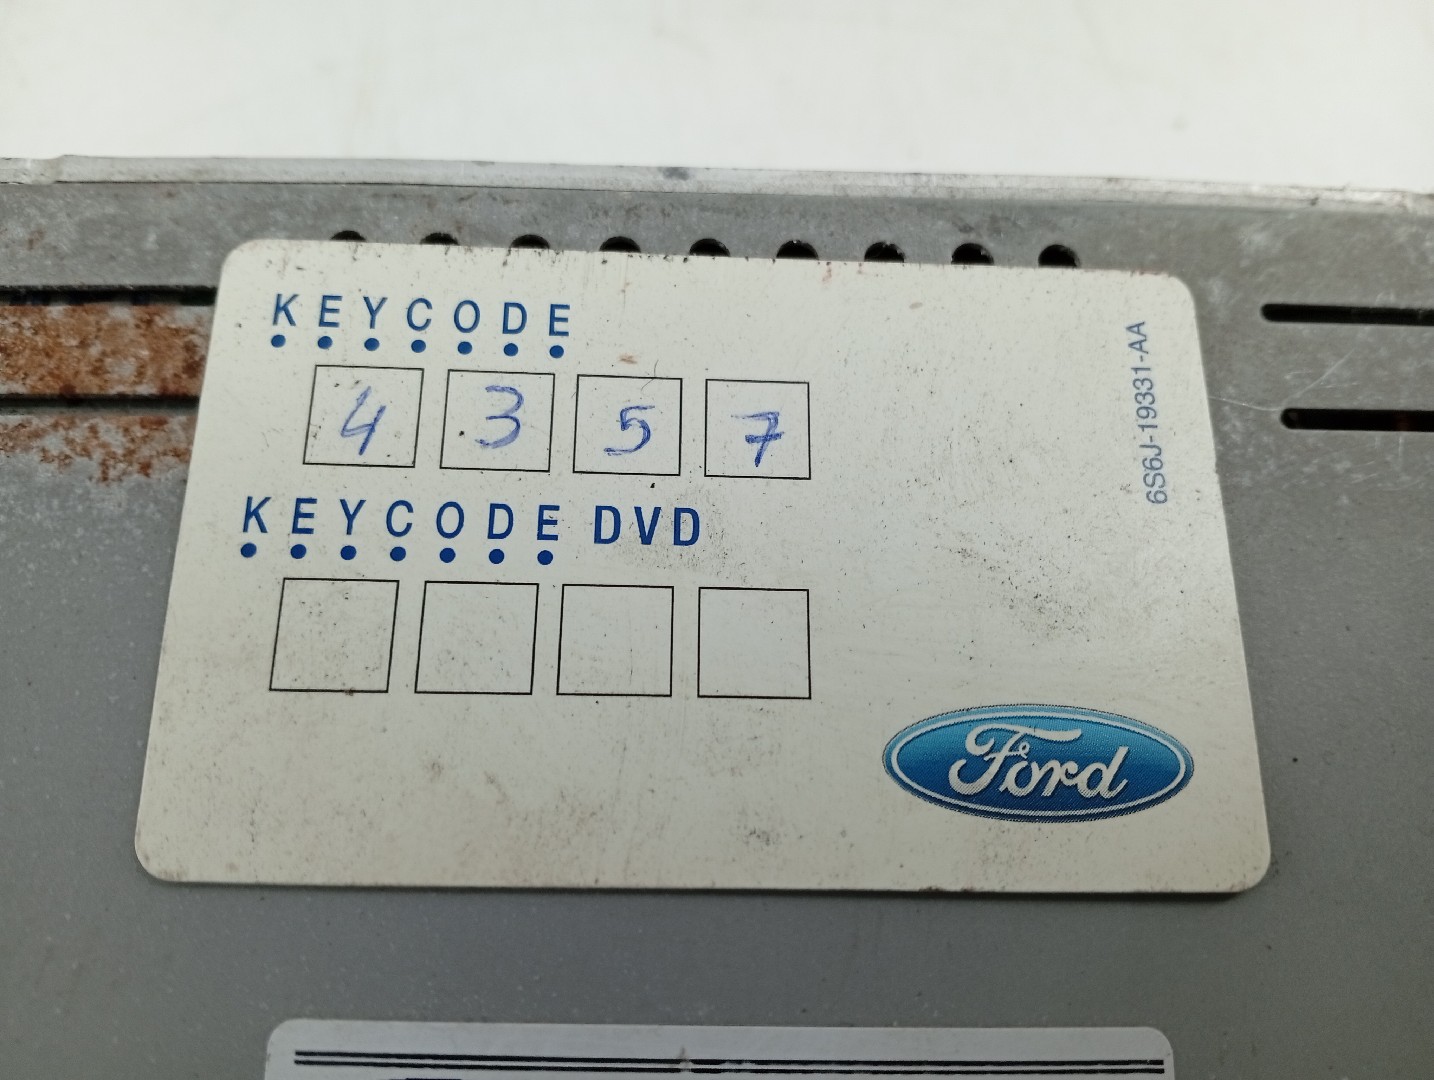 KEYCODE
4 3 5 7
KEYCODE DVD
6S6J-19331-AA
Ford